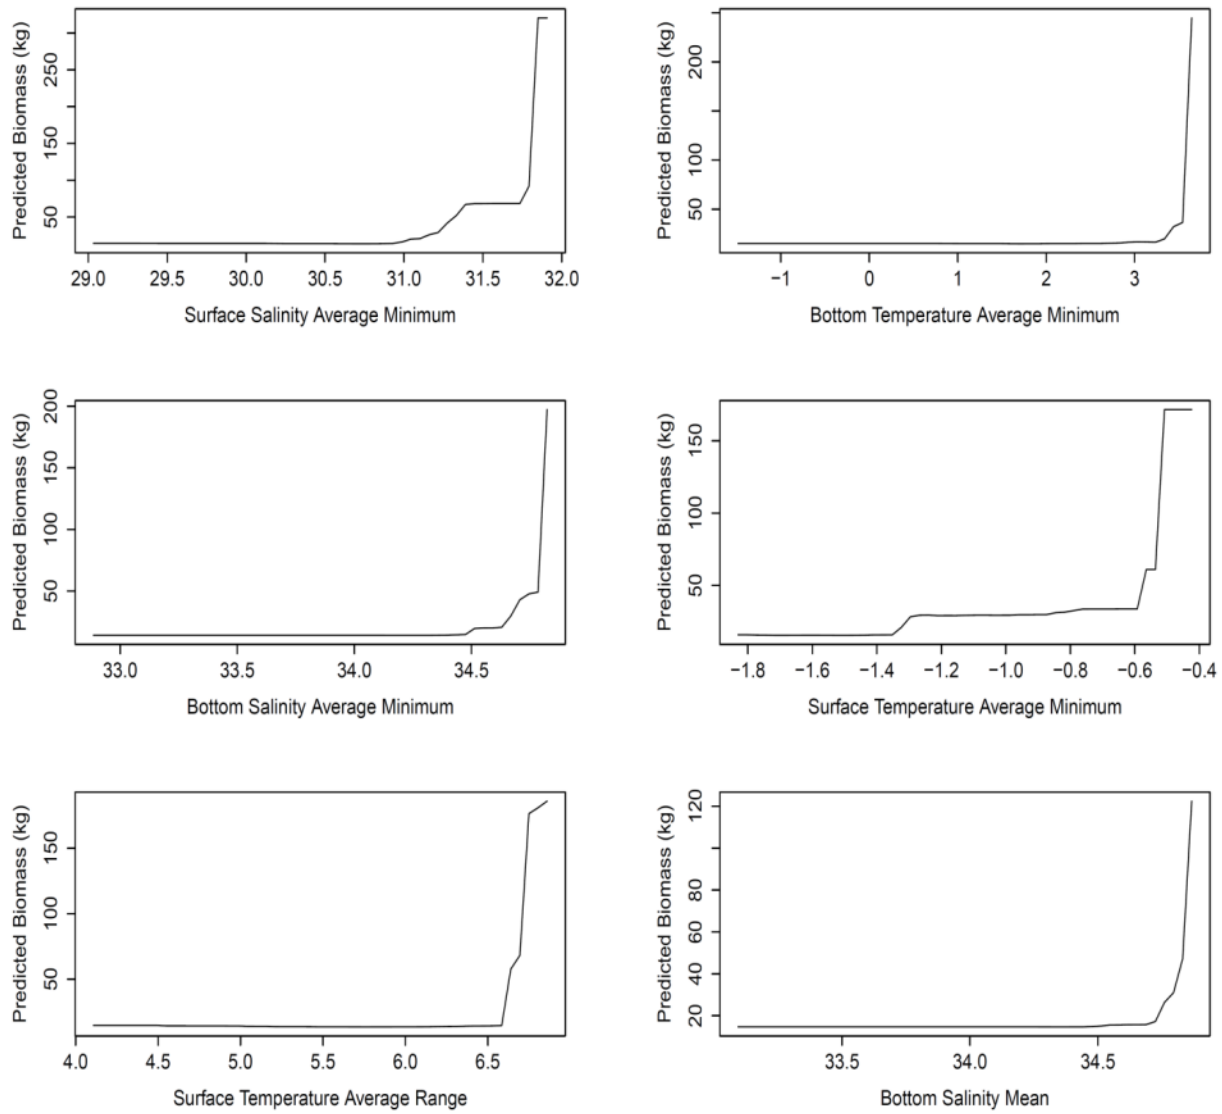 Predicted Biomass (kg)
50
150
250
29.0 29.5 30.0 30.5 31.0 31.5 32.0
Surface Salinity Average Minimum
Predicted Biomass (kg)
50
100
200
−1 0 1 2 3
Bottom Temperature Average Minimum
Predicted Biomass (kg)
50
100
150
200
33.0 33.5 34.0 34.5
Bottom Salinity Average Minimum
Predicted Biomass (kg)
50
100
150
−1.8 −1.6 −1.4 −1.2 −1.0 −0.8 −0.6 −0.4
Surface Temperature Average Minimum
Predicted Biomass (kg)
50
100
150
4.0 4.5 5.0 5.5 6.0 6.5
Surface Temperature Average Range
Predicted Biomass (kg)
20
40
60
80
120
33.5 34.0 34.5
Bottom Salinity Mean